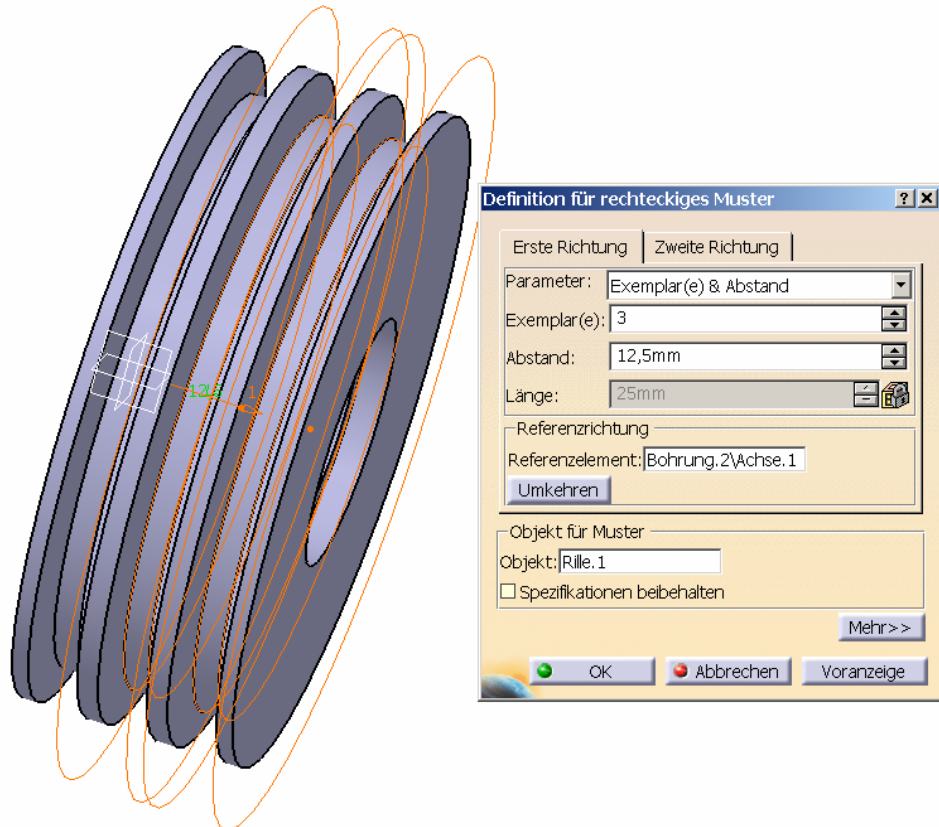 Definition für rechteckiges Muster
Erste Richtung Zweite Richtung
Parameter: Exemplar(e) & Abstand
Exemplar(e): 3
Abstand: 12,5mm
Länge: 25mm
Referenzrichtung
Referenzelement: Bohrung.2\Achse.1
Umkehren
Objekt für Muster
Objekt: Rille.1
Spezifikationen beibehalten
Mehr>>
OK Abbrechen Voranzeige
1